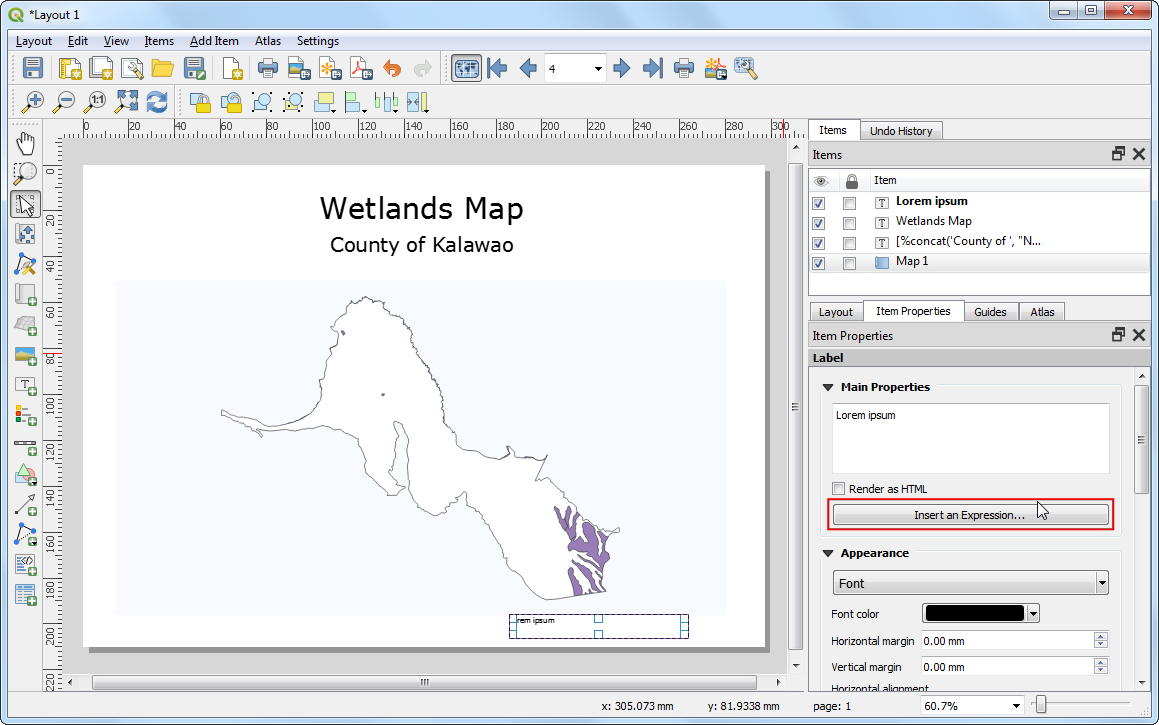 *Layout 1
Layout Edit View Items Add Item Atlas Settings
4
1:1
0 20 40 60 80 100 120 140 160 180 200 220 240 260 280 300
0
20
40
60
80
100
120
140
160
180
200
220
Wetlands Map
County of Kalawao
rem ipsum
Items Undo History
Items
Item
Lorem ipsum
Wetlands Map
[%concat('County of ', "N...
Map 1
Layout Item Properties Guides Atlas
Item Properties
Label
Main Properties
Lorem ipsum
Render as HTML
Insert an Expression...
Appearance
Font
Font color
Horizontal margin 0.00 mm
Vertical margin 0.00 mm
Horizontal alignment
x: 305.073 mm y: 81.9338 mm page: 1 60.7%